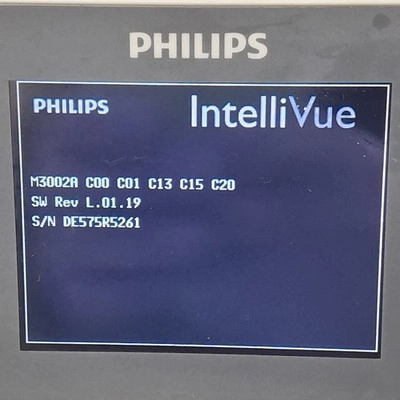 PHILIPS
PHILIPS IntelliVue
M3002A C00 C01 C13 C15 C20
SW Rev L.01.19
S/N DE575R5261